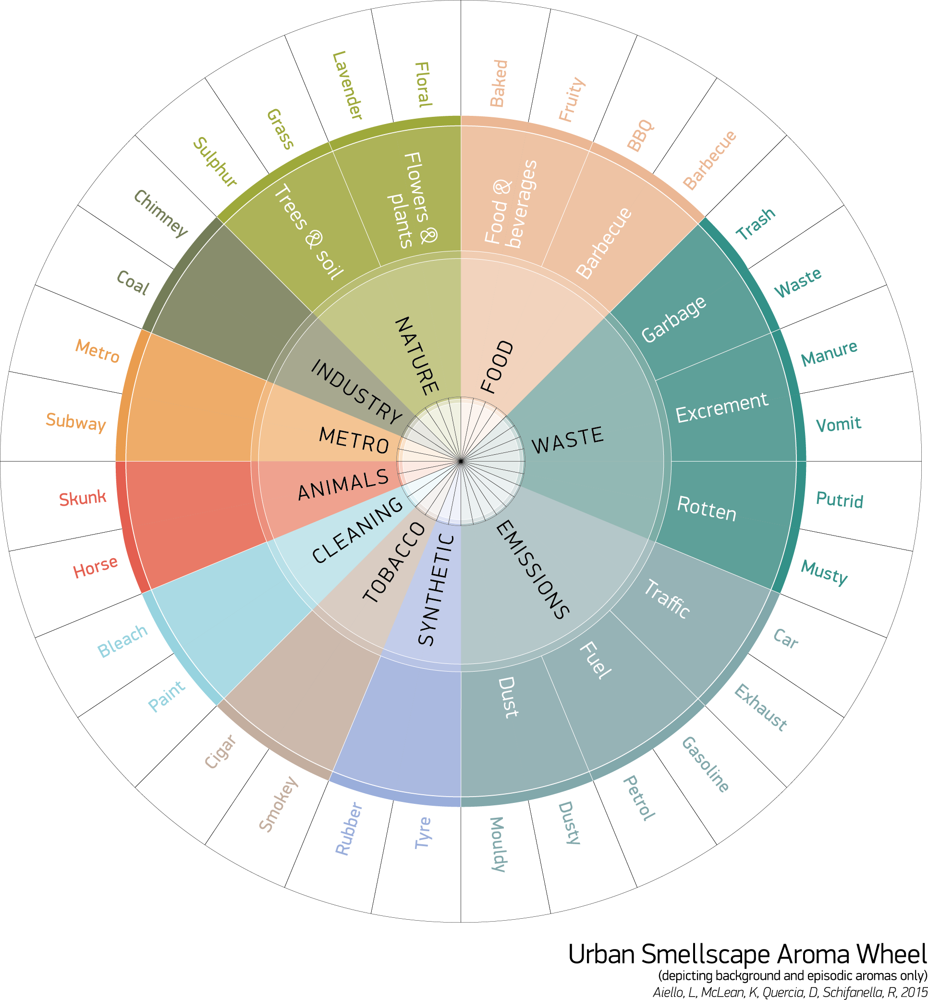 Baked
Fruity
BBQ
Barbecue
Trash
Waste
Manure
Vomit
Putrid
Musty
Car
Exhaust
Gasoline
Petrol
Dusty
Mouldy
Tyre
Rubber
Smokey
Cigar
Paint
Bleach
Horse
Skunk
Subway
Metro
Coal
Chimney
Sulphur
Grass
Lavender
Floral
Food &
beverages
Barbecue
Garbage
Excrement
Rotten
Traffic
Fuel
Dust
Trees & soil
Flowers &
plants
FOOD
WASTE
EMISSIONS
SYNTHETIC
TOBACCO
CLEANING
ANIMALS
METRO
INDUSTRY
NATURE
Urban Smellscape Aroma Wheel
(depicting background and episodic aromas only)
Aiello, L, McLean, K, Quercia, D, Schifanella, R, 2015